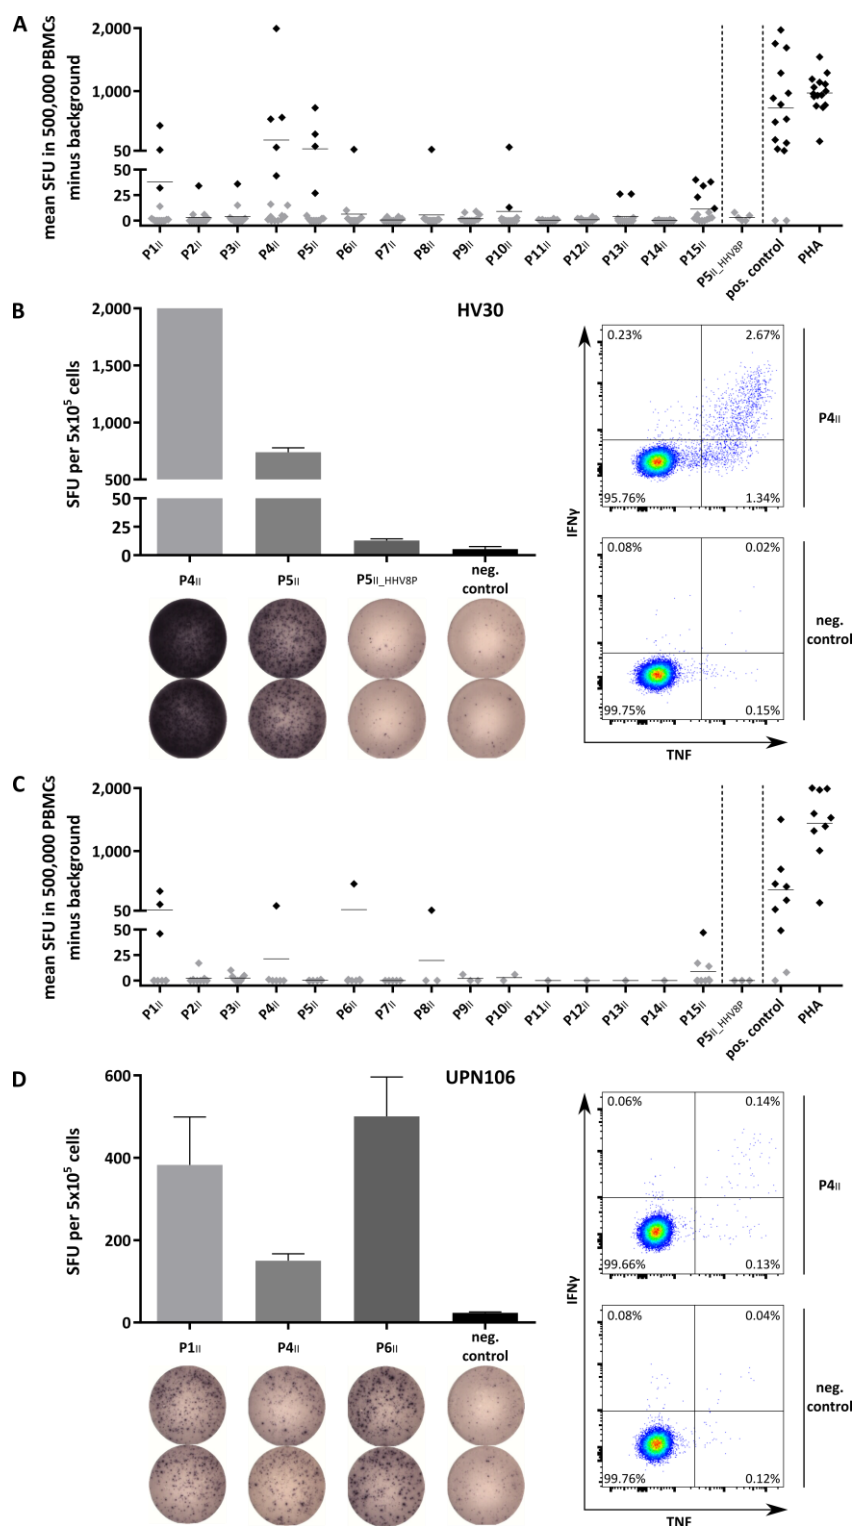 A
mean SFU in 500,000 PBMCs
minus background
2,000
1,000
50
50
25
0
P1II P2II P3II P4II P5II P6II P7II P8II P9II P10II P11II P12II P13II P14II P15II P5II_HHV8P pos. control PHA
B
HV30
SFU per 5x10⁵ cells
2,000
1,500
1,000
500
50
25
0
P4II P5II P5II_HHV8P neg.
control
IFNγ
0.23% 2.67%
95.76% 1.34%
P4II
0.08% 0.02%
99.75% 0.15%
neg.
control
TNF
C
mean SFU in 500,000 PBMCs
minus background
2,000
1,000
50
50
25
0
P1II P2II P3II P4II P5II P6II P7II P8II P9II P10II P11II P12II P13II P14II P15II P5II_HHV8P pos. control PHA
D
UPN106
SFU per 5x10⁵ cells
600
400
200
0
P1II P4II P6II neg.
control
IFNγ
0.06% 0.14%
99.66% 0.13%
P4II
0.08% 0.04%
99.76% 0.12%
neg.
control
TNF